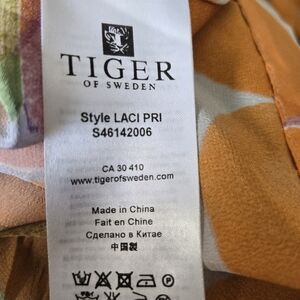 TIGER
OF SWEDEN
Style LACI PRI
S46142006
CA 30 410
www.tigerofsweden.com
Made in China
Fait en Chine
Сделано в Китае
中国製